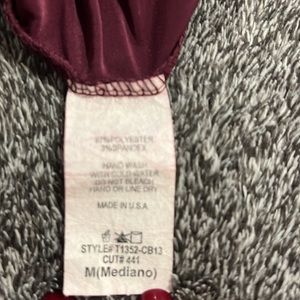 97%POLYESTER
3%SPANDEX
HAND WASH
WITH COLD WATER
DO NOT BLEACH
HAND OR LINE DRY
MADE IN U.S.A
STYLE# T1352-CB13
CUT# 441
M(Mediano)